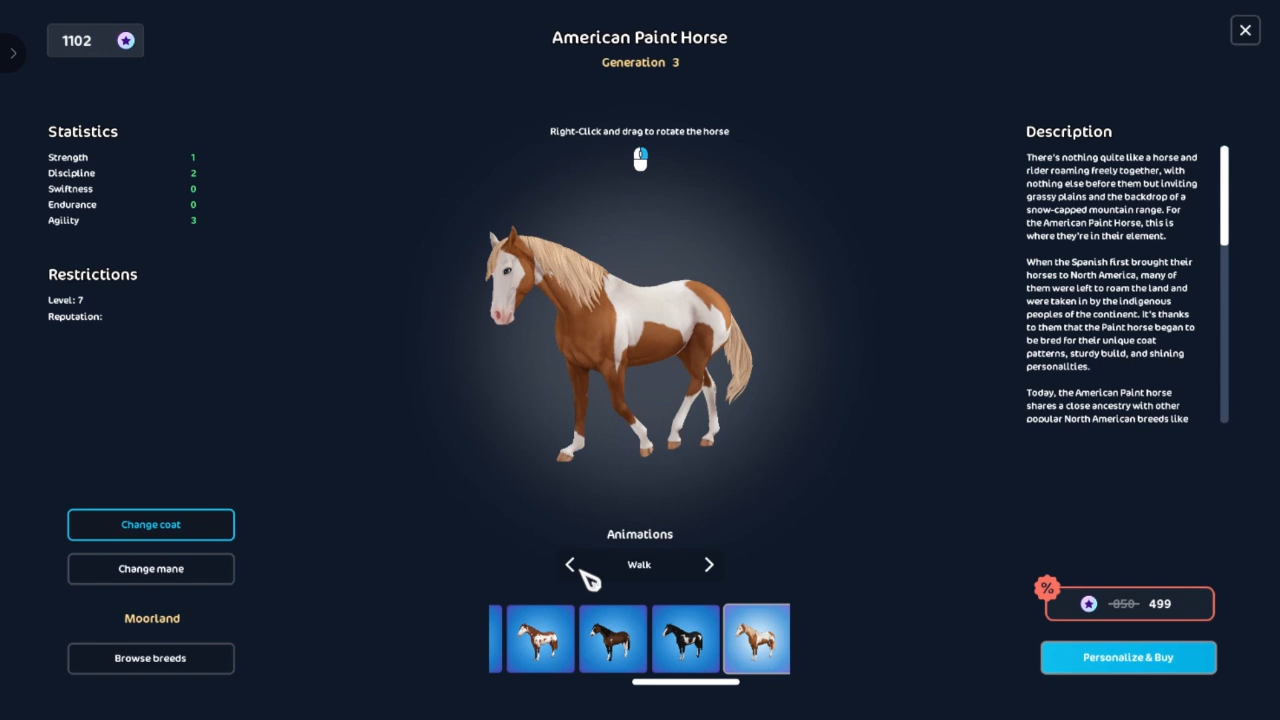 1102
American Paint Horse
Generation 3
Right-Click and drag to rotate the horse
Statistics
Strength 1
Discipline 2
Swiftness 0
Endurance 0
Agility 3
Restrictions
Level: 7
Reputation:
Description
There's nothing quite like a horse and
rider roaming freely together, with
nothing else before them but inviting
grassy plains and the backdrop of a
snow-capped mountain range. For
the American Paint Horse, this is
where they're in their element.
When the Spanish first brought their
horses to North America, many of
them were left to roam the land and
were taken in by the indigenous
peoples of the continent. It's thanks
to them that the Paint horse began to
be bred for their unique coat
patterns, sturdy build, and shining
personalities.
Today, the American Paint horse
shares a close ancestry with other
popular North American breeds like
Change coat
Change mane
Moorland
Browse breeds
Animations
Walk
%
850 499
Personalize & Buy